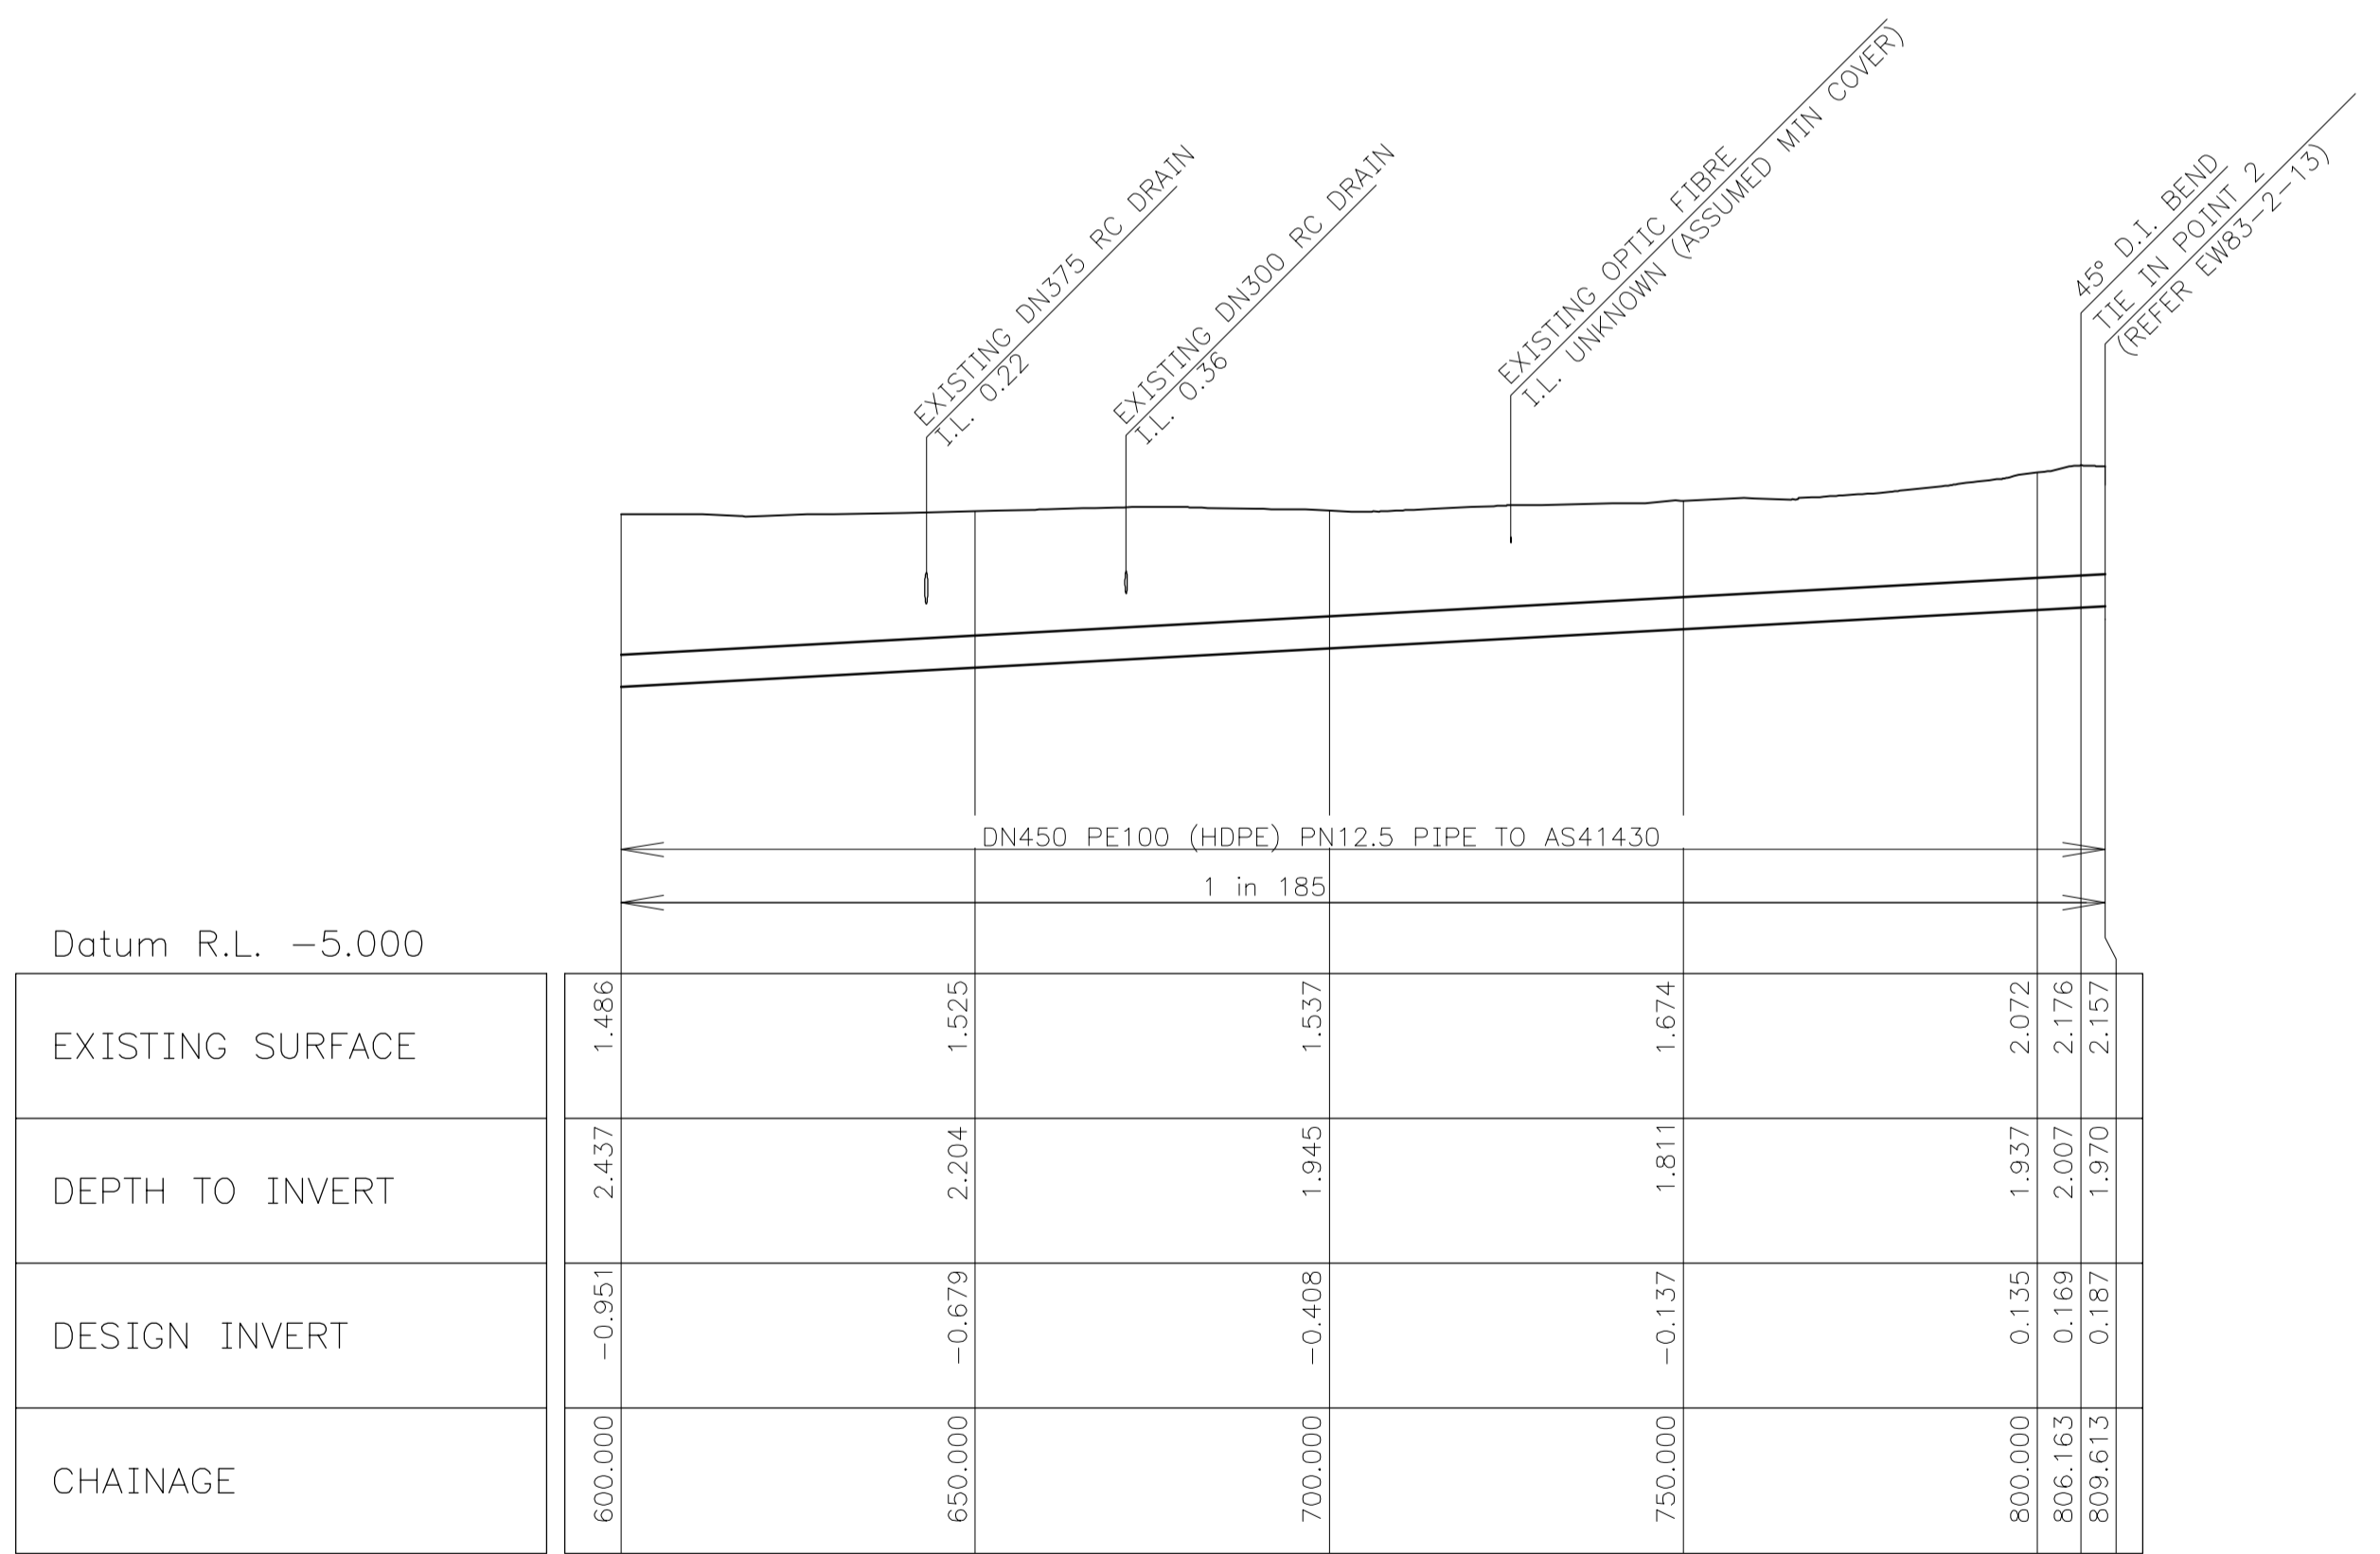 EXISTING DN375 RC DRAIN
I.L. 0.22
EXISTING DN300 RC DRAIN
I.L. 0.36
EXISTING OPTIC FIBRE
I.L. UNKNOWN (ASSUMED MIN COVER)
45° D.I. BEND
TIE IN POINT 2
(REFER EW83-2-13)
DN450 PE100 (HDPE) PN12.5 PIPE TO AS41430
1 in 185
Datum R.L. -5.000
EXISTING SURFACE 1.486 1.525 1.537 1.674 2.072 2.176 2.157
DEPTH TO INVERT 2.437 2.204 1.945 1.811 1.937 2.007 1.970
DESIGN INVERT -0.951 -0.679 -0.408 -0.137 0.135 0.169 0.187
CHAINAGE 600.000 650.000 700.000 750.000 800.000 806.163 809.613